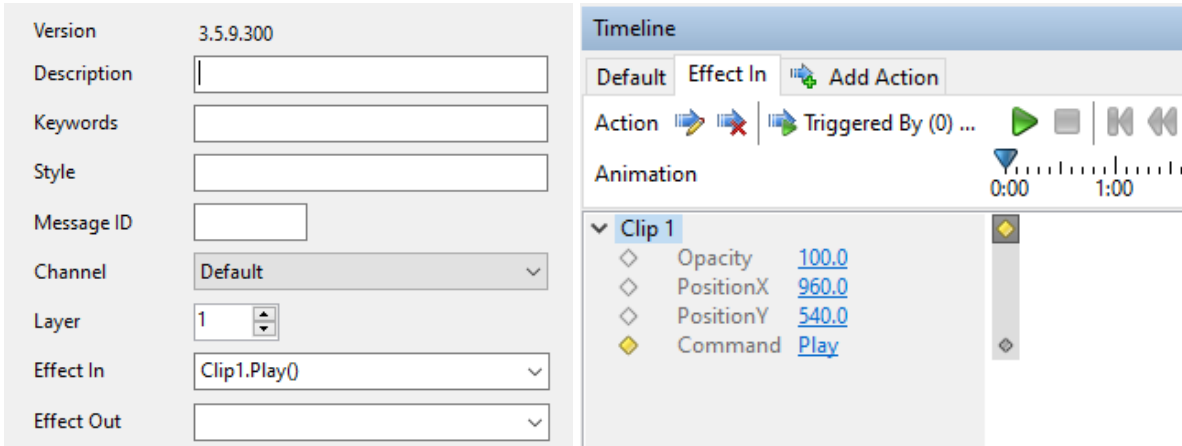 Version 3.5.9.300
Description
Keywords
Style
Message ID
Channel Default
Layer 1
Effect In Clip1.Play()
Effect Out
Timeline
Default Effect In Add Action
Action Triggered By (0) ...
Animation 0:00 1:00
Clip 1
Opacity 100.0
PositionX 960.0
PositionY 540.0
Command Play